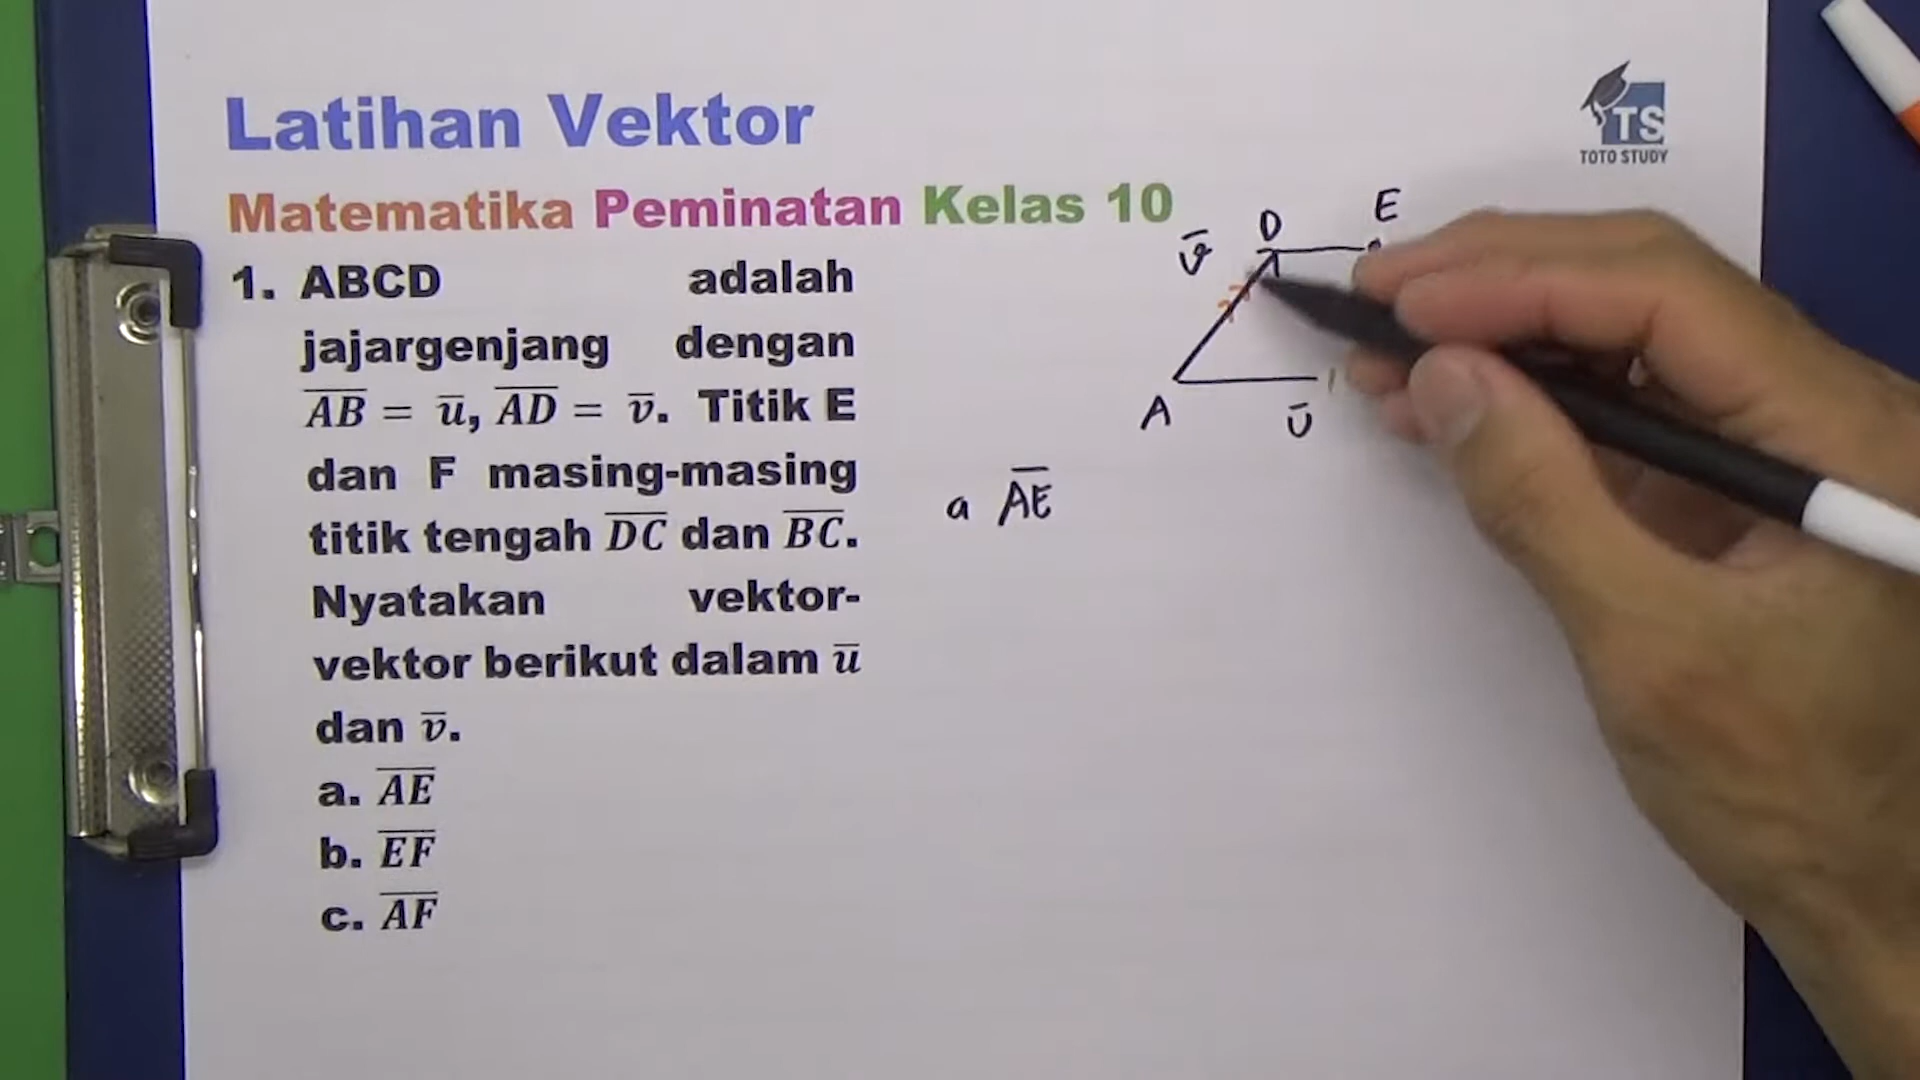 Latihan Vektor
TS
TOTO STUDY
Matematika Peminatan Kelas 10
1. ABCD adalah
jajargenjang dengan
A̅B̅ = u̅, A̅D̅ = v̅. Titik E
dan F masing-masing
titik tengah D̅C̅ dan B̅C̅.
Nyatakan vektor-
vektor berikut dalam u̅
dan v̅.
a. A̅E̅
b. E̅F̅
c. A̅F̅
D E
v̅
A u̅
a A̅E̅